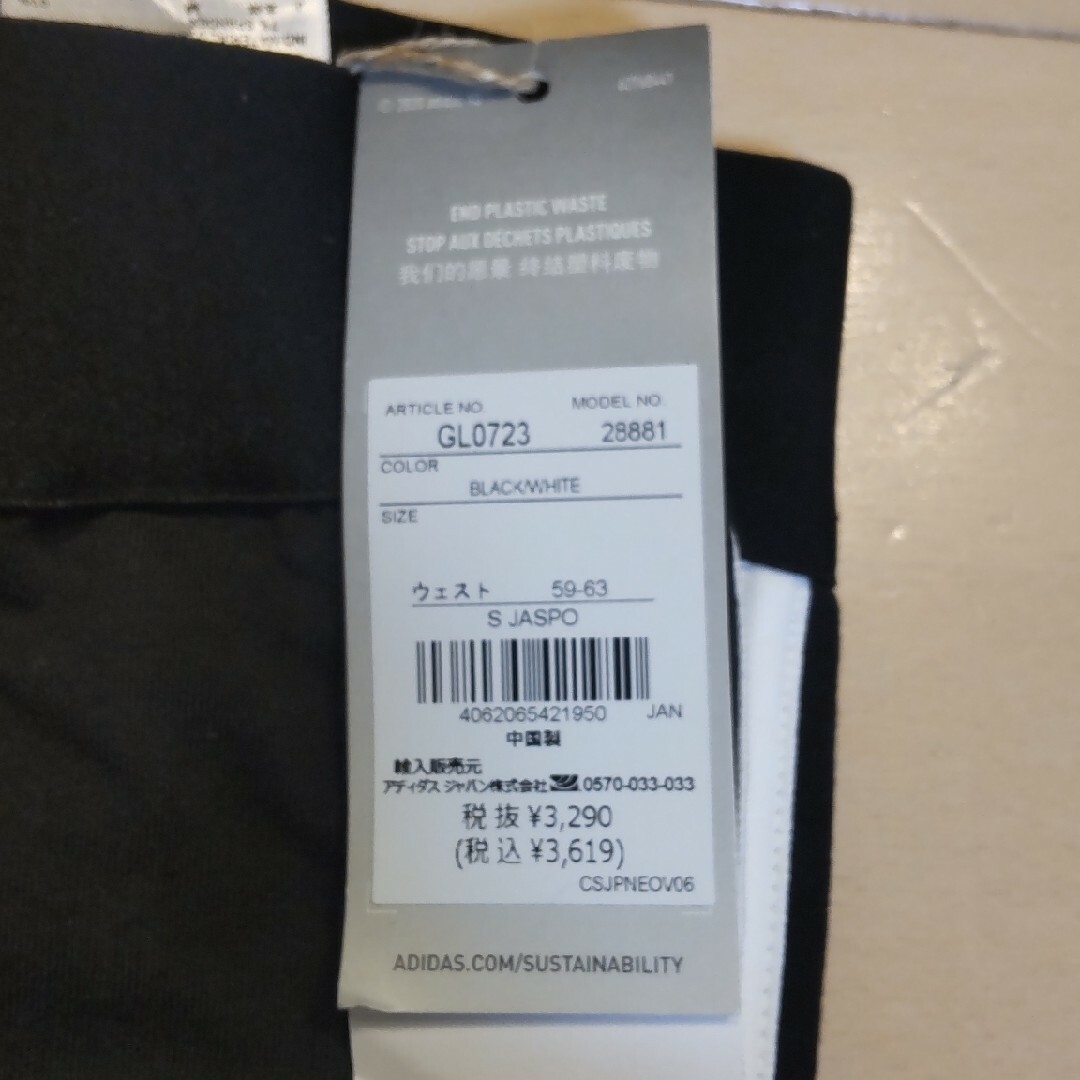 END PLASTIC WASTE
STOP AUX DÉCHETS PLASTIQUES
我们的愿景 终结塑料废物
ARTICLE NO. MODEL NO.
GL0723 28881
COLOR
BLACK/WHITE
SIZE
ウェスト 59-63
S JASPO
4062065421950 JAN
中国製
輸入販売元
アディダス ジャパン株式会社 0570-033-033
税抜 ¥3,290
(税込 ¥3,619)
CSJPNEOV06
ADIDAS.COM/SUSTAINABILITY